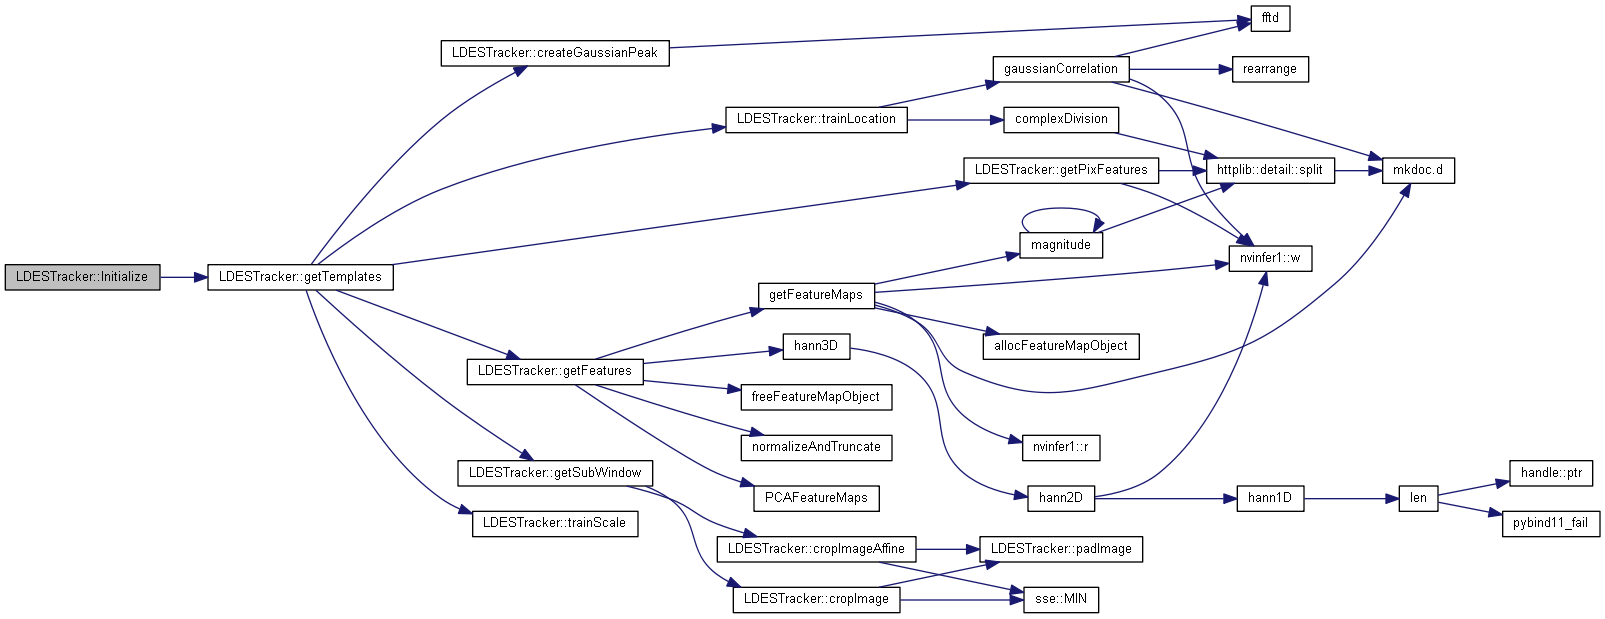 fftd
LDESTracker::createGaussianPeak
gaussianCorrelation
rearrange
LDESTracker::trainLocation
complexDivision
LDESTracker::getPixFeatures
httplib::detail::split
mkdoc.d
magnitude
nvinfer1::w
LDESTracker::Initialize
LDESTracker::getTemplates
getFeatureMaps
hann3D
allocFeatureMapObject
LDESTracker::getFeatures
freeFeatureMapObject
normalizeAndTruncate
nvinfer1::r
LDESTracker::getSubWindow
handle::ptr
PCAFeatureMaps
hann2D
hann1D
len
LDESTracker::trainScale
pybind11_fail
LDESTracker::cropImageAffine
LDESTracker::padImage
LDESTracker::cropImage
sse::MIN